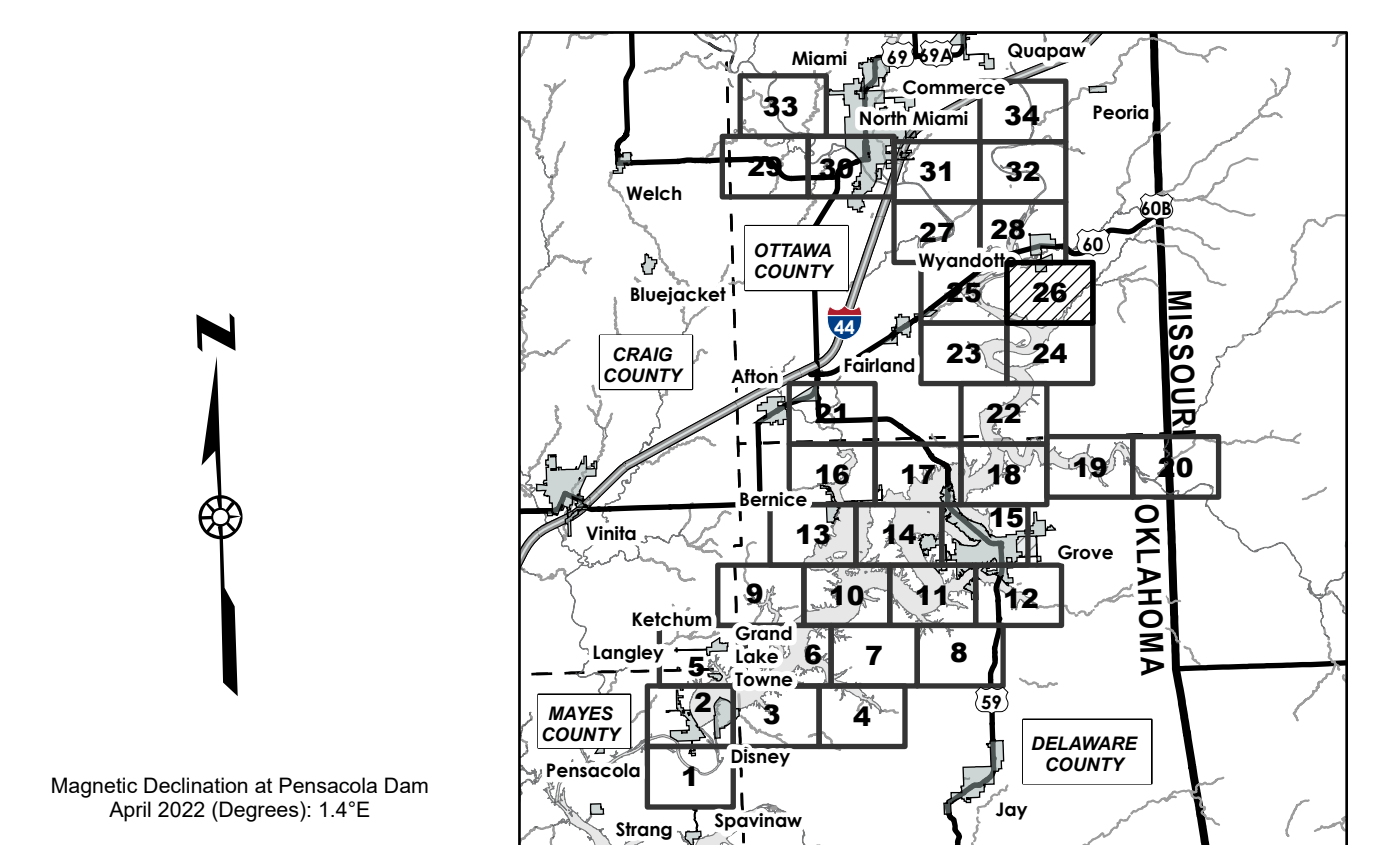 Miami
69
69A
Quapaw
33
Commerce
34
Peoria
North Miami
29
30
31
32
Welch
60B
27
28
60
OTTAWA
COUNTY
Wyandotte
Bluejacket
25
26
MISSOURI
44
CRAIG
COUNTY
Fairland
23
24
Afton
21
22
16
17
18
19
20
Bernice
OKLAHOMA
Vinita
13
14
15
Grove
9
10
11
12
Ketchum
Grand
Lake
Towne
Langley
5
6
7
8
MAYES
COUNTY
2
3
4
59
DELAWARE
COUNTY
Disney
Pensacola
1
Jay
Strang
Spavinaw
N
Magnetic Declination at Pensacola Dam
April 2022 (Degrees): 1.4°E